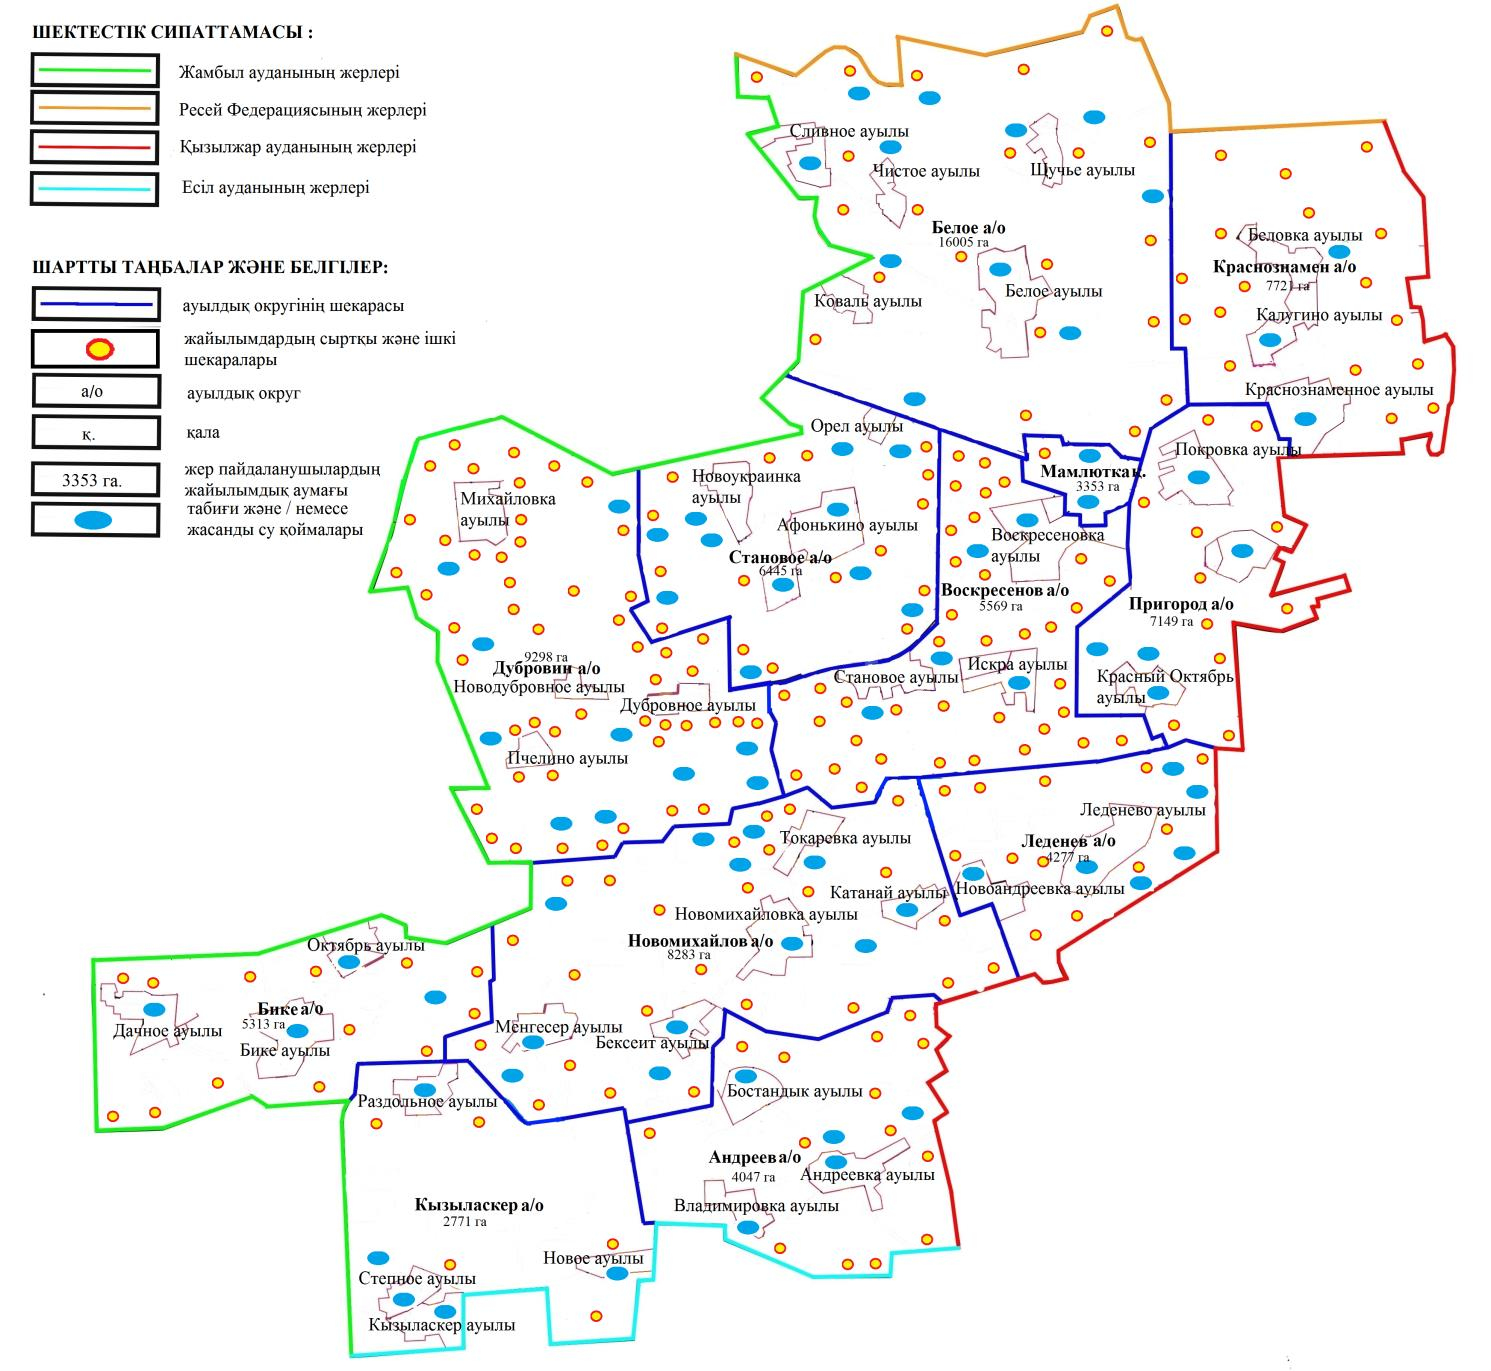 ШЕКТЕСТІК СИПАТТАМАСЫ :
Жамбыл ауданының жерлері
Ресей Федерациясының жерлері
Қызылжар ауданының жерлері
Есіл ауданының жерлері
ШАРТТЫ ТАҢБАЛАР ЖӘНЕ БЕЛГІЛЕР:
ауылдық округінің шекарасы
жайылымдардың сыртқы және ішкі
шекаралары
а/о
ауылдық округ
қ.
қала
3353 га.
жер пайдаланушылардың
жайылымдық аумағы
табиғи және / немесе
жасанды су қоймалары
Сливное ауылы
Чистое ауылы
Щучье ауылы
Белое а/о
16005 га
Белое ауылы
Коваль ауылы
Беловка ауылы
Краснознамен а/о
7721 га
Калугино ауылы
Краснознаменное ауылы
Орел ауылы
Покровка ауылы
Мамлютка қ.
3353 га
Новоукраинка
ауылы
Афонькино ауылы
Становое а/о
6445 га
Михайловка
ауылы
Воскресеновка
ауылы
Воскресенов а/о
5569 га
Пригород а/о
7149 га
9298 га
Дубровин а/о
Новодубровное ауылы
Дубровное ауылы
Становое ауылы
Искра ауылы
Красный Октябрь
ауылы
Пчелино ауылы
Токаревка ауылы
Леденево ауылы
Леденев а/о
4277 га
Новоандреевка ауылы
Катанай ауылы
Новомихайловка ауылы
Новомихайлов а/о
8283 га
Октябрь ауылы
Бике а/о
5313 га
Дачное ауылы
Бике ауылы
Менгесер ауылы
Бексеит ауылы
Раздольное ауылы
Бостандык ауылы
Андреев а/о
4047 га
Андреевка ауылы
Владимировка ауылы
Кызыласкер а/о
2771 га
Новое ауылы
Степное ауылы
Кызыласкер ауылы